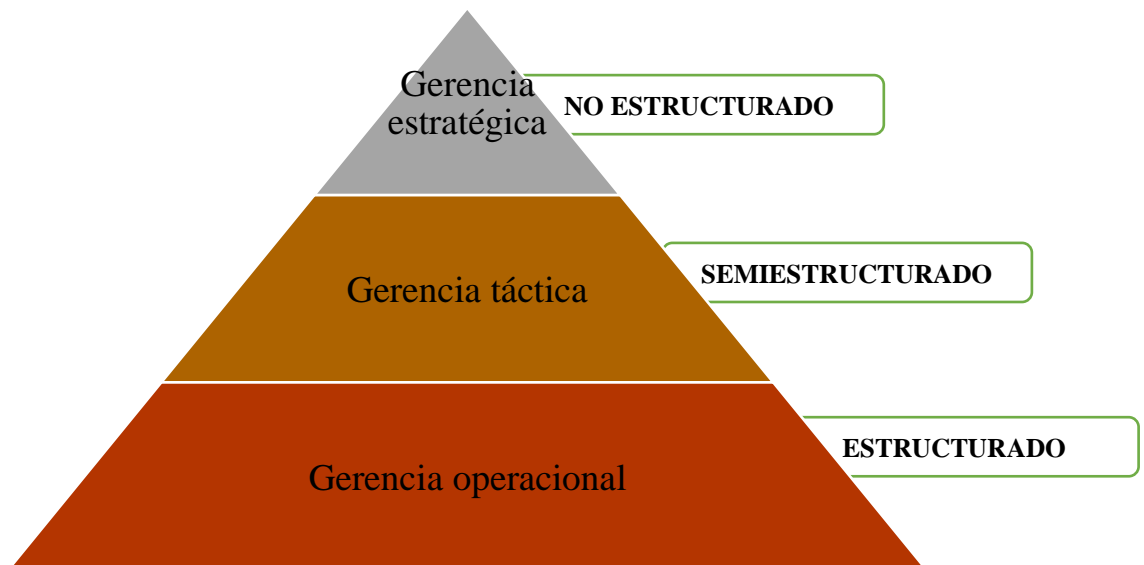 Gerencia
estratégica
NO ESTRUCTURADO
Gerencia táctica
SEMIESTRUCTURADO
Gerencia operacional
ESTRUCTURADO